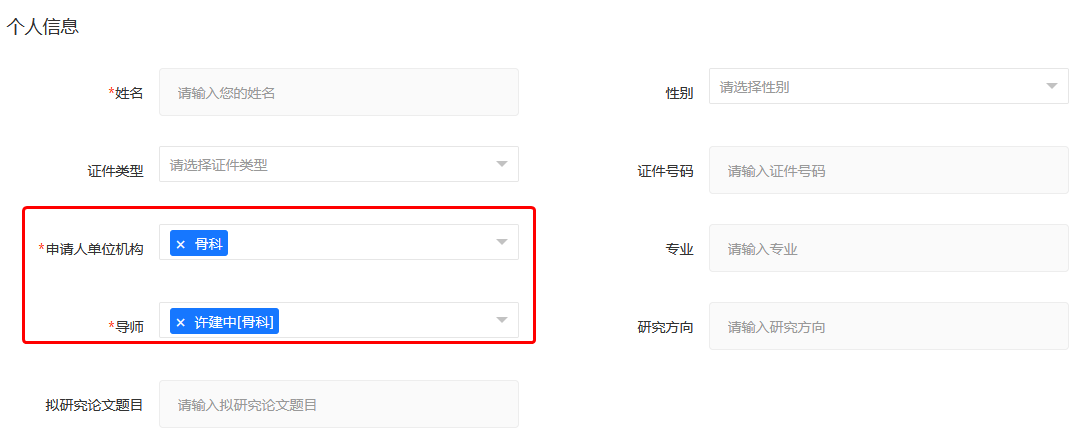 个人信息
*姓名 请输入您的姓名 性别 请选择性别
证件类型 请选择证件类型 证件号码 请输入证件号码
*申请人单位机构 × 骨科 专业 请输入专业
*导师 × 许建中[骨科] 研究方向 请输入研究方向
拟研究论文题目 请输入拟研究论文题目